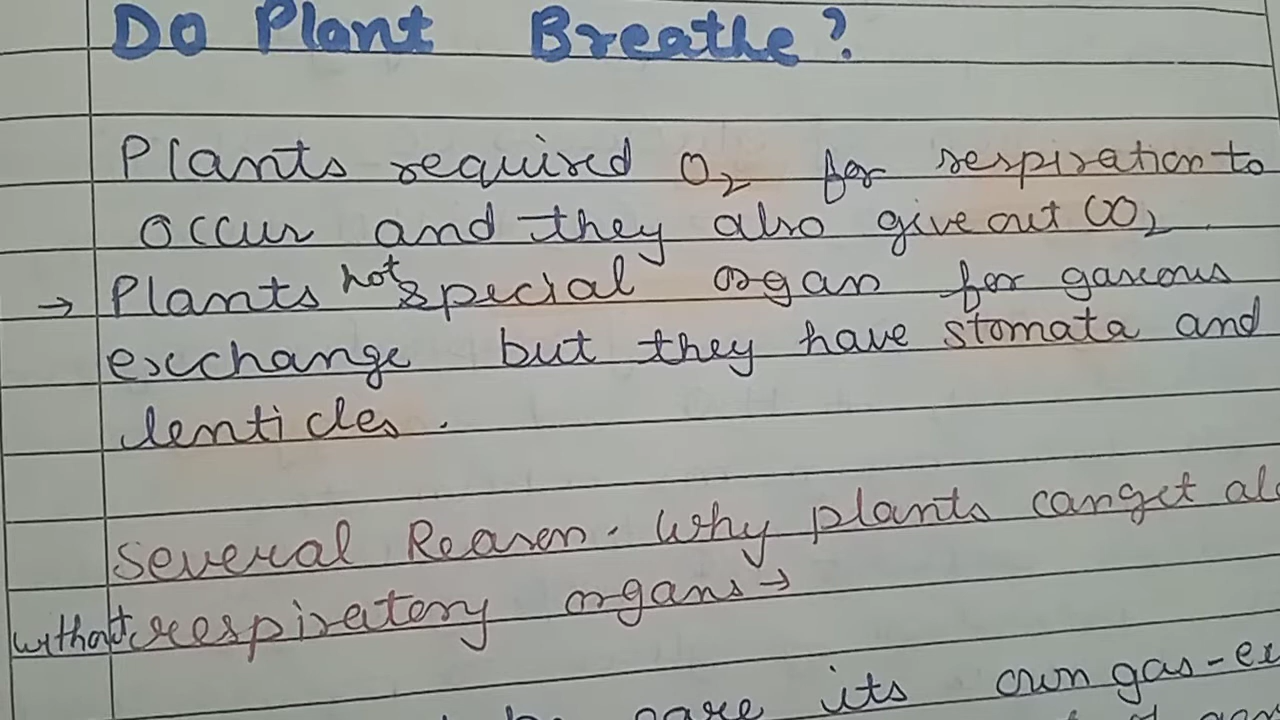 Do Plant Breathe?
Plants required O₂ for respiration to
occur and they also give out CO₂.
→ Plants not special organ for gaseous
exchange but they have stomata and
lenticles.
Several Reason. Why plants can get al
without respiratory organs →
its own gas-ex